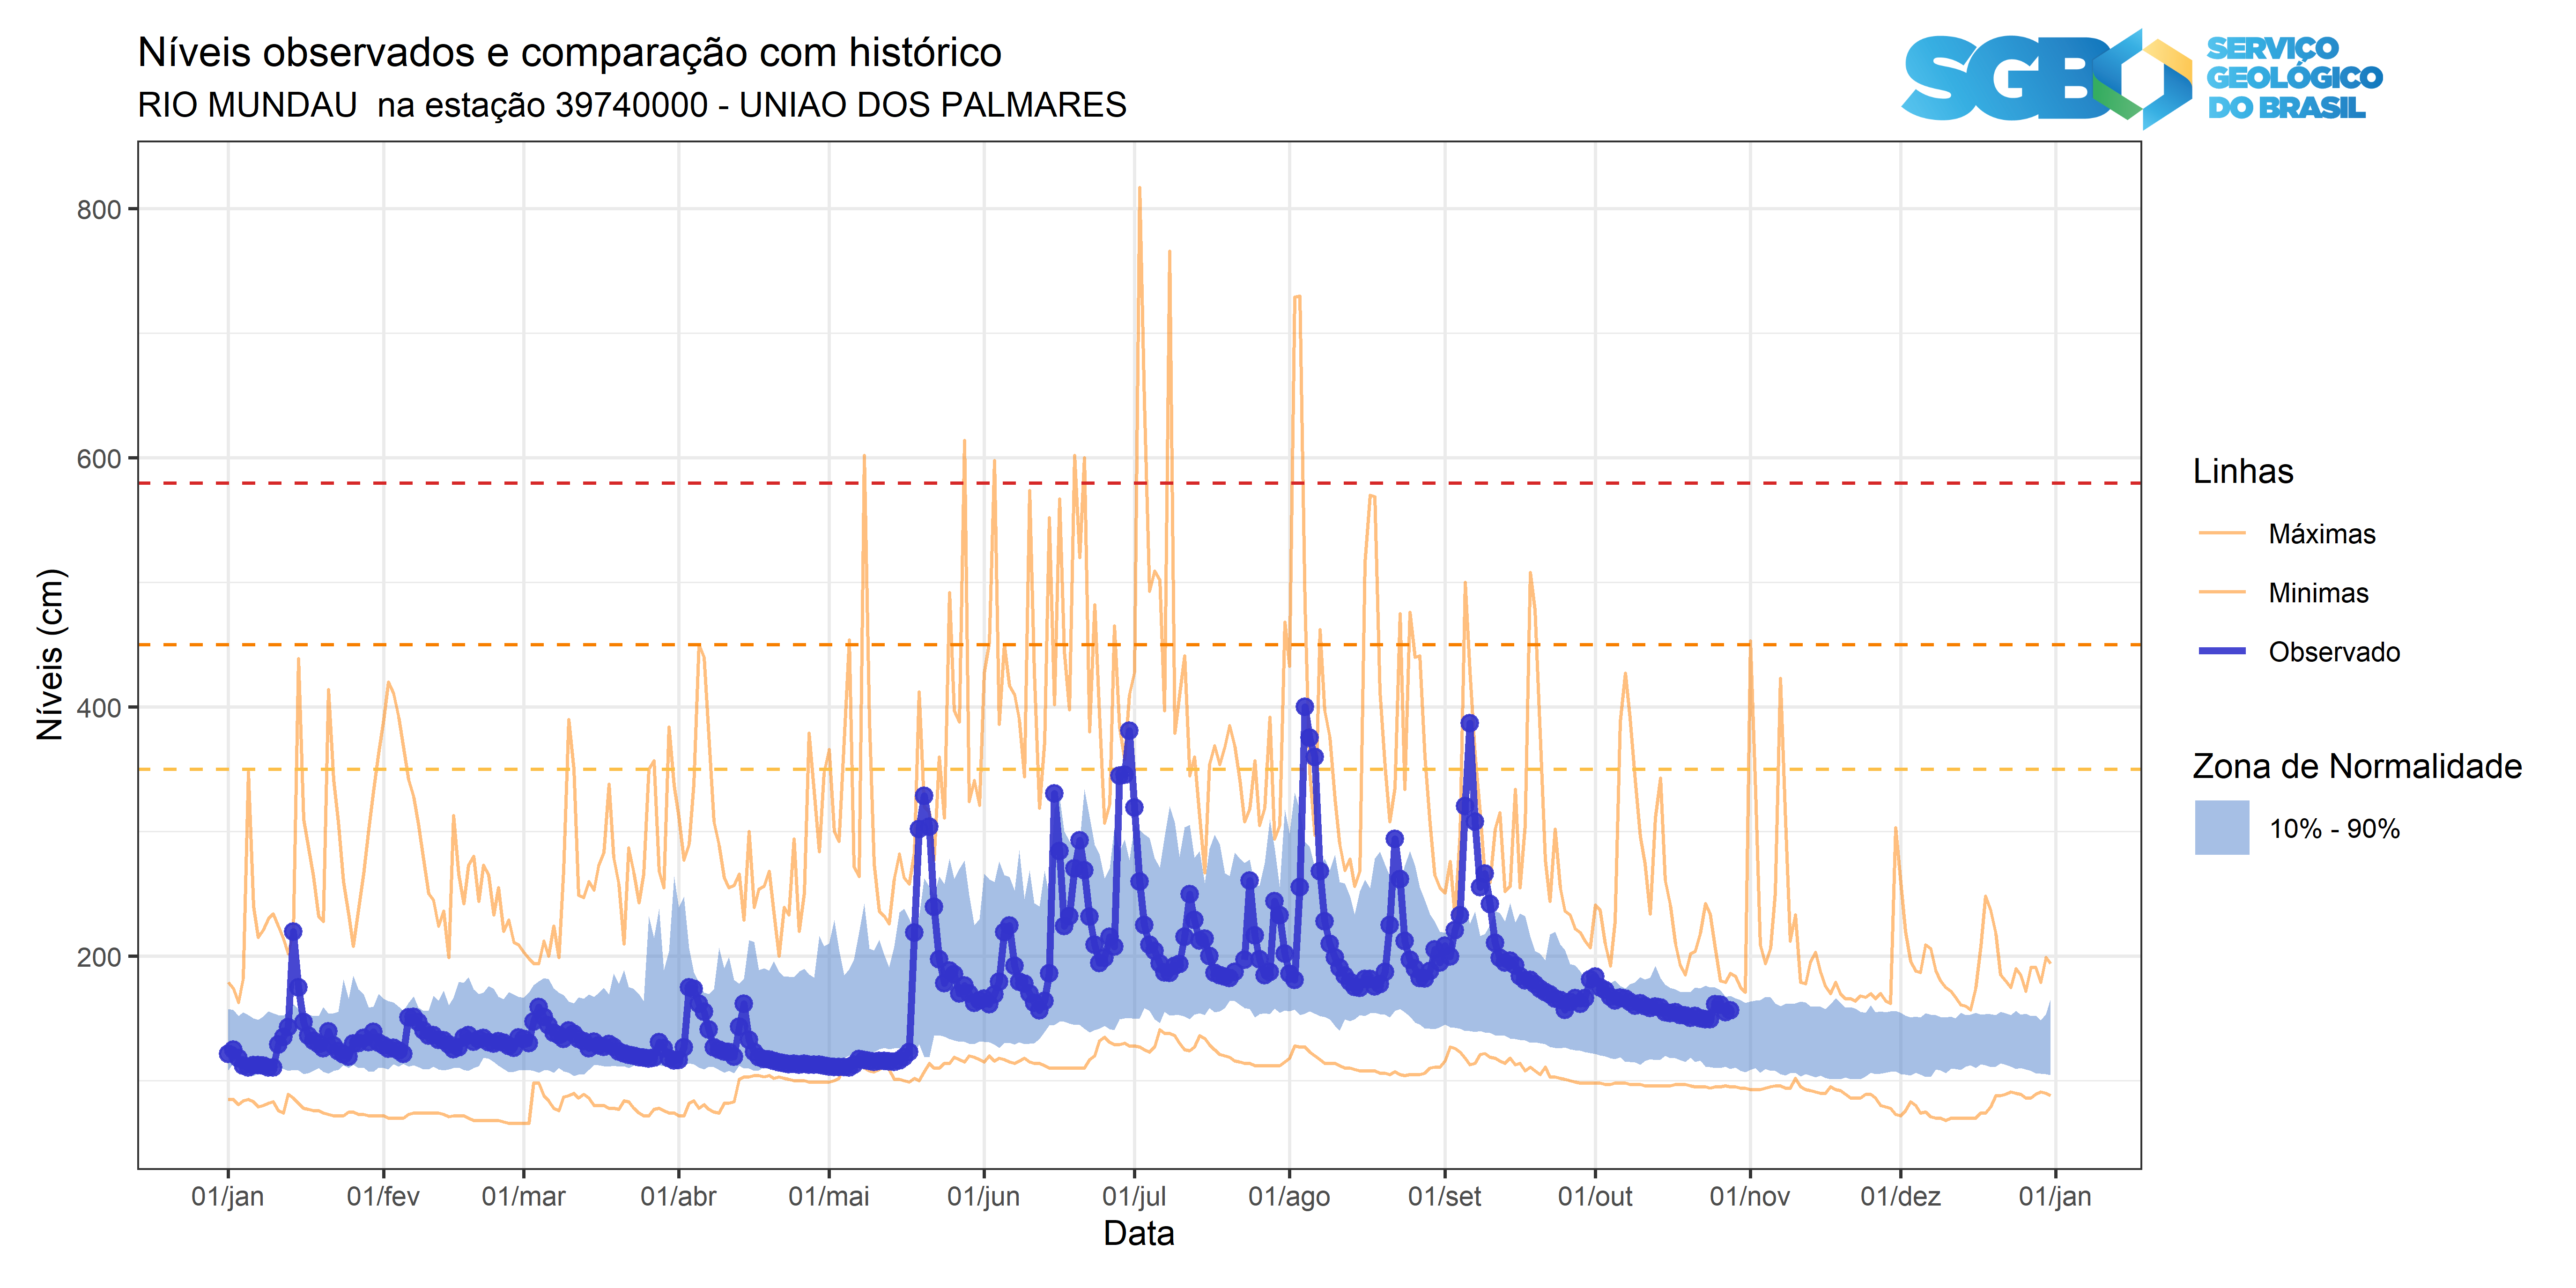 Níveis observados e comparação com histórico
RIO MUNDAU  na estação 39740000 - UNIAO DOS PALMARES
SGB
SERVIÇO
GEOLÓGICO
DO BRASIL
Níveis (cm)
800
600
400
200
01/jan
01/fev
01/mar
01/abr
01/mai
01/jun
01/jul
01/ago
01/set
01/out
01/nov
01/dez
01/jan
Data
Linhas
Máximas
Minimas
Observado
Zona de Normalidade
10% - 90%